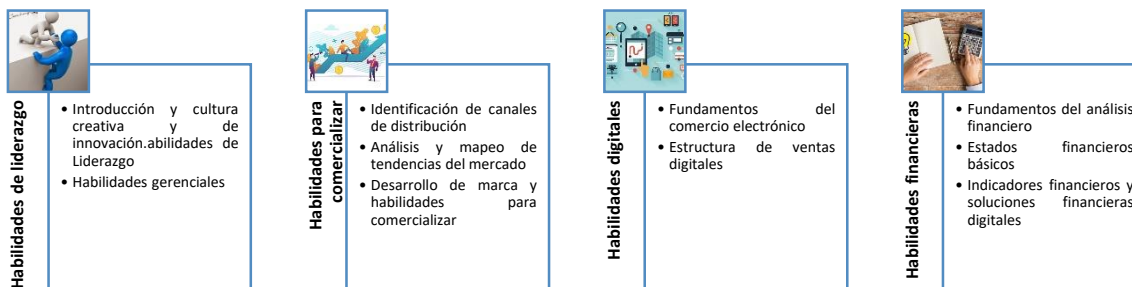 Habilidades de liderazgo
• Introducción y cultura
creativa y de
innovación.abilidades de
Liderazgo
• Habilidades gerenciales
Habilidades para
comercializar
• Identificación de canales
de distribución
• Análisis y mapeo de
tendencias del mercado
• Desarrollo de marca y
habilidades para
comercializar
Habilidades digitales
• Fundamentos del
comercio electrónico
• Estructura de ventas
digitales
Habilidades financieras
• Fundamentos del análisis
financiero
• Estados financieros
básicos
• Indicadores financieros y
soluciones financieras
digitales